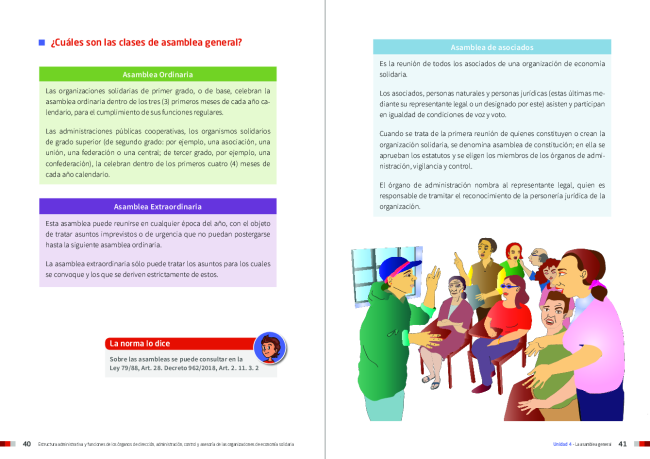 ¿Cuáles son las clases de asamblea general?
Asamblea Ordinaria
Las organizaciones solidarias de primer grado, o de base, celebran la
asamblea ordinaria dentro de los tres (3) primeros meses de cada año ca-
lendario, para el cumplimiento de sus funciones regulares.
Las administraciones públicas cooperativas, los organismos solidarios
de grado superior (de segundo grado: por ejemplo, una asociación, una
unión, una federación o una central; de tercer grado, por ejemplo, una
confederación), la celebran dentro de los primeros cuatro (4) meses de
cada año calendario.
Asamblea Extraordinaria
Esta asamblea puede reunirse en cualquier época del año, con el objeto
de tratar asuntos imprevistos o de urgencia que no puedan postergarse
hasta la siguiente asamblea ordinaria.
La asamblea extraordinaria sólo puede tratar los asuntos para los cuales
se convoque y los que se deriven estrictamente de estos.
La norma lo dice
Sobre las asambleas se puede consultar en la
Ley 79/88, Art. 28. Decreto 962/2018, Art. 2. 11. 3. 2
40 Estructura administrativa y funciones de los órganos de dirección, administración, control y asesoría de las organizaciones de economía solidaria
Asamblea de asociados
Es la reunión de todos los asociados de una organización de economía
solidaria.
Los asociados, personas naturales y personas jurídicas (estas últimas me-
diante su representante legal o un designado por este) asisten y participan
en igualdad de condiciones de voz y voto.
Cuando se trata de la primera reunión de quienes constituyen o crean la
organización solidaria, se denomina asamblea de constitución; en ella se
aprueban los estatutos y se eligen los miembros de los órganos de admi-
nistración, vigilancia y control.
El órgano de administración nombra al representante legal, quien es
responsable de tramitar el reconocimiento de la personería jurídica de la
organización.
Unidad 4 - La asamblea general 41